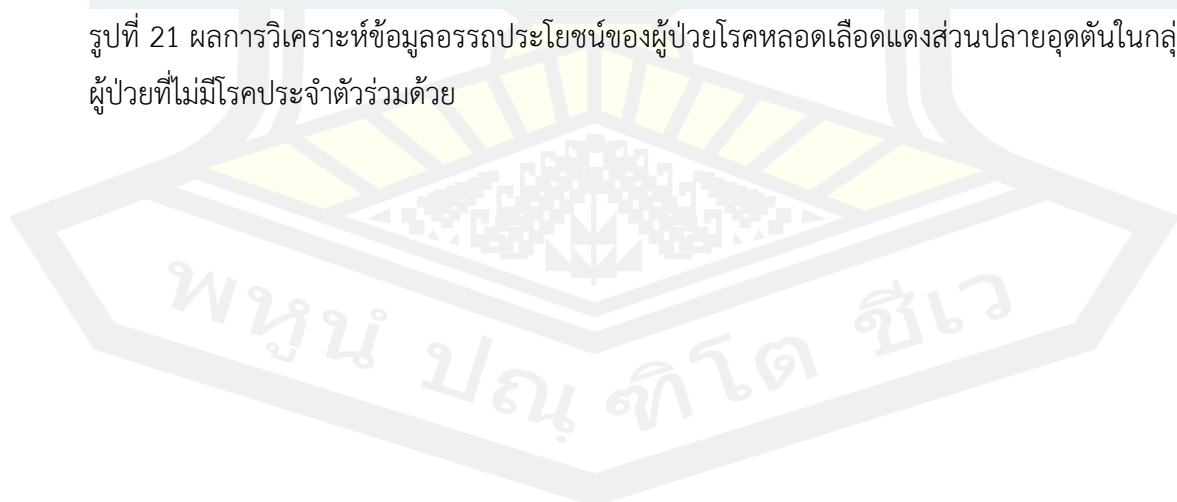 รูปที่ 21 ผลการวิเคราะห์ข้อมูลอรรถประโยชน์ของผู้ป่วยโรคหลอดเลือดแดงส่วนปลายอุดตันในกลุ่
ผู้ป่วยที่ไม่มีโรคประจำตัวร่วมด้วย
พหุนํ ปณฺฑิโต ชีเว